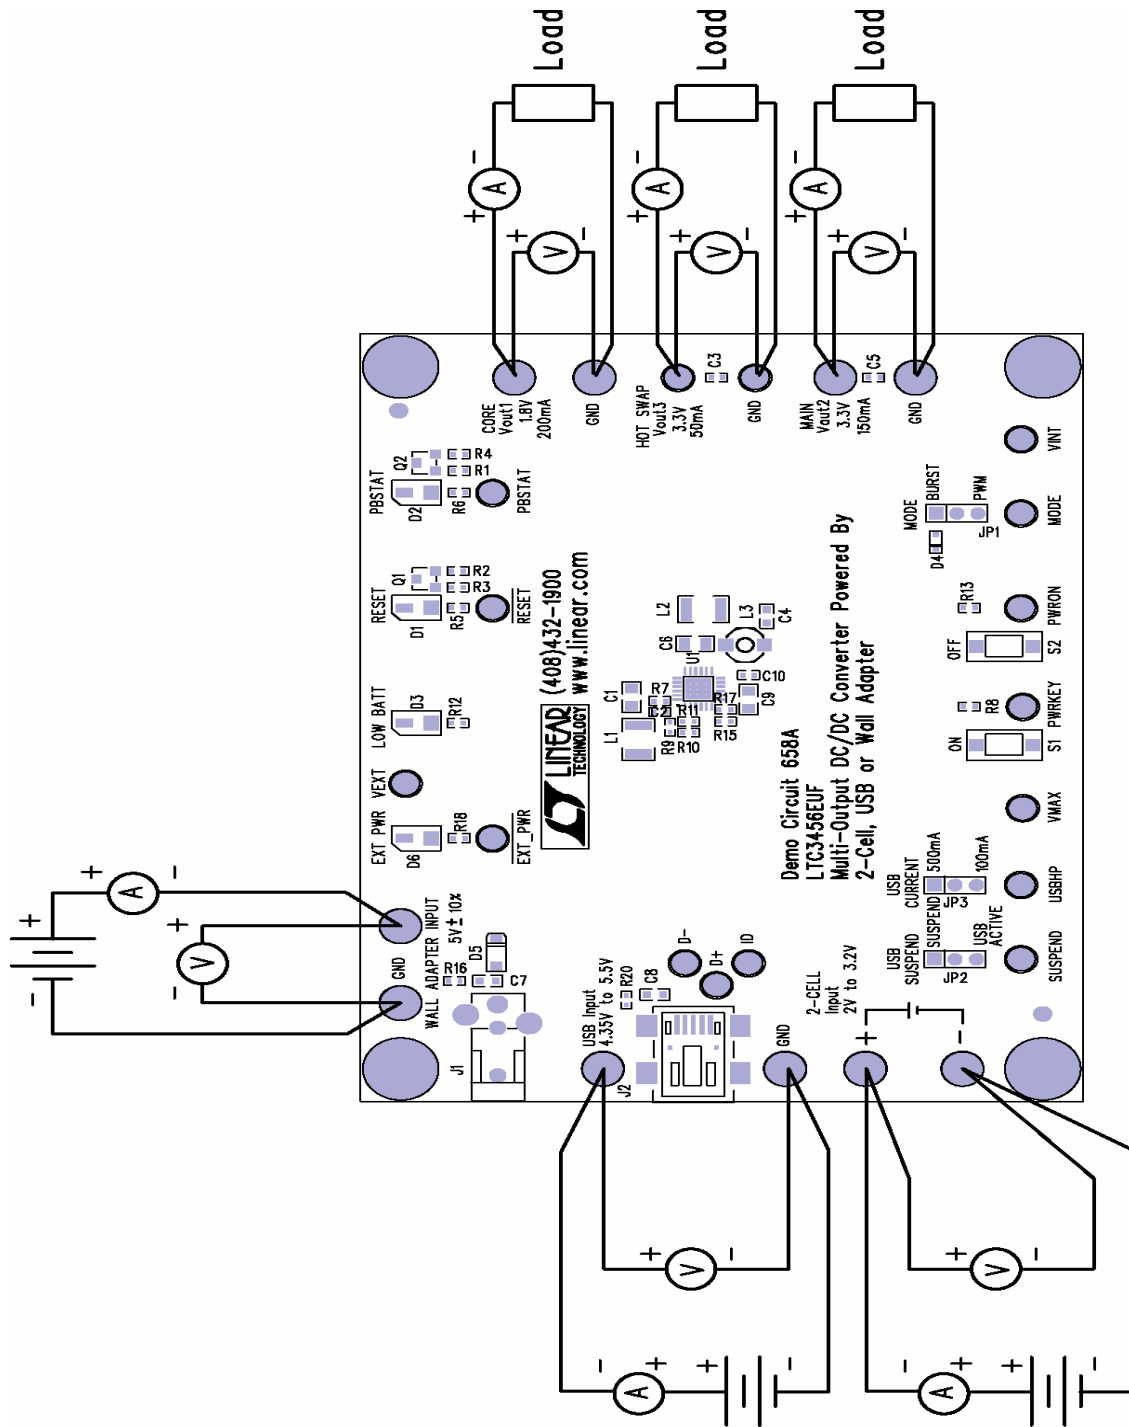 Load
Load
Load
+
A
-
+
V
-
+
A
-
+
V
-
+
A
-
+
V
-
CORE
Vout1
1.8V
200mA
GND
HOT SWAP
Vout3
3.3V
50mA
C3
GND
MAIN
Vout2
3.3V
150mA
C5
GND
PBSTAT
Q2
D2
R4
R1
R6
PBSTAT
VINT
MODE
BURST
PWM
JP1
MODE
D4
RESET
Q1
D1
R2
R3
R5
RESET
LINEAR
TECHNOLOGY
(408)432-1900
www.linear.com
L2
L3
C4
C6
U1
C10
C1
R7
C2
R11
R17
C9
L1
R9
R10
R15
R13
PWRON
OFF
S2
R8
PWRKEY
ON
S1
LOW BATT
D3
R12
VEXT
EXT PWR
D6
R18
EXT_PWR
Demo Circuit 658A
LTC3456EUF
Multi-Output DC/DC Converter Powered By
2-Cell, USB or Wall Adapter
VMAX
USB
CURRENT
500mA
100mA
JP3
USBHP
USB
SUSPEND
SUSPEND
USB
ACTIVE
JP2
SUSPEND
+
-
+
A
-
+
V
-
WALL ADAPTER INPUT
5V±10%
GND
R16
D5
C7
J1
USB Input
4.35V to 5.5V
R20
C8
D-
D+
ID
J2
GND
2-CELL
Input
2V to 3.2V
+
-
+
V
-
+
V
-
-
A
+
+
-
-
A
+
+
-